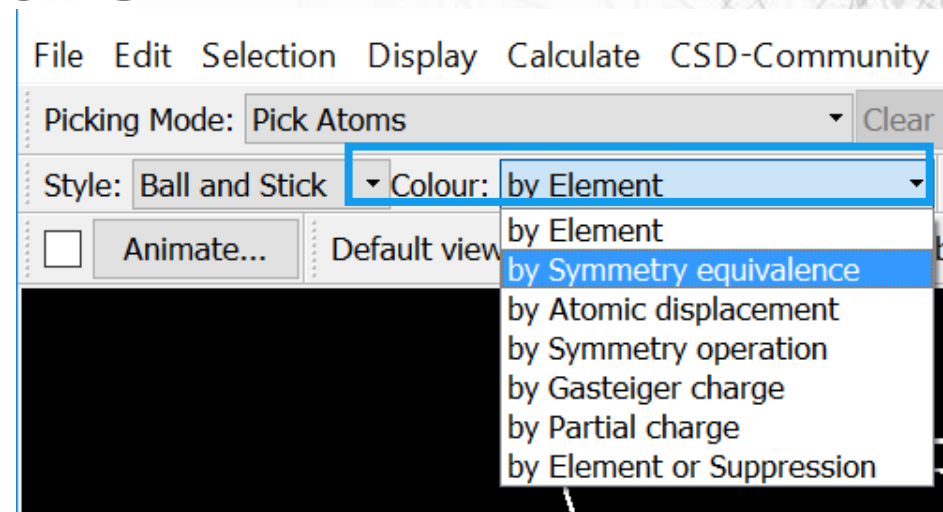 File Edit Selection Display Calculate CSD-Community
Picking Mode: Pick Atoms Clear
Style: Ball and Stick Colour: by Element
Animate... Default view
by Element
by Symmetry equivalence
by Atomic displacement
by Symmetry operation
by Gasteiger charge
by Partial charge
by Element or Suppression